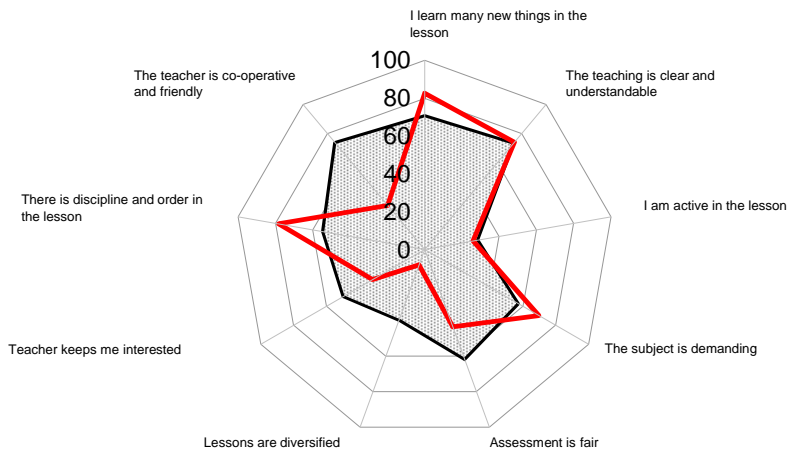 I learn many new things in the
lesson
The teaching is clear and
understandable
I am active in the lesson
The subject is demanding
Assessment is fair
Lessons are diversified
Teacher keeps me interested
There is discipline and order in
the lesson
The teacher is co-operative
and friendly
100
80
60
40
20
0